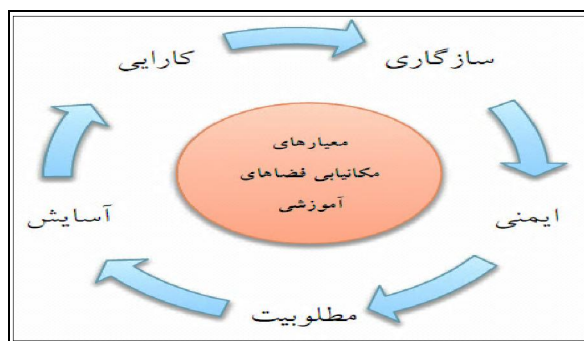 سازگاری
کارایی
معیارهای
مکانیابی فضاهای
آموزشی
ایمنی
آسایش
مطلوبیت